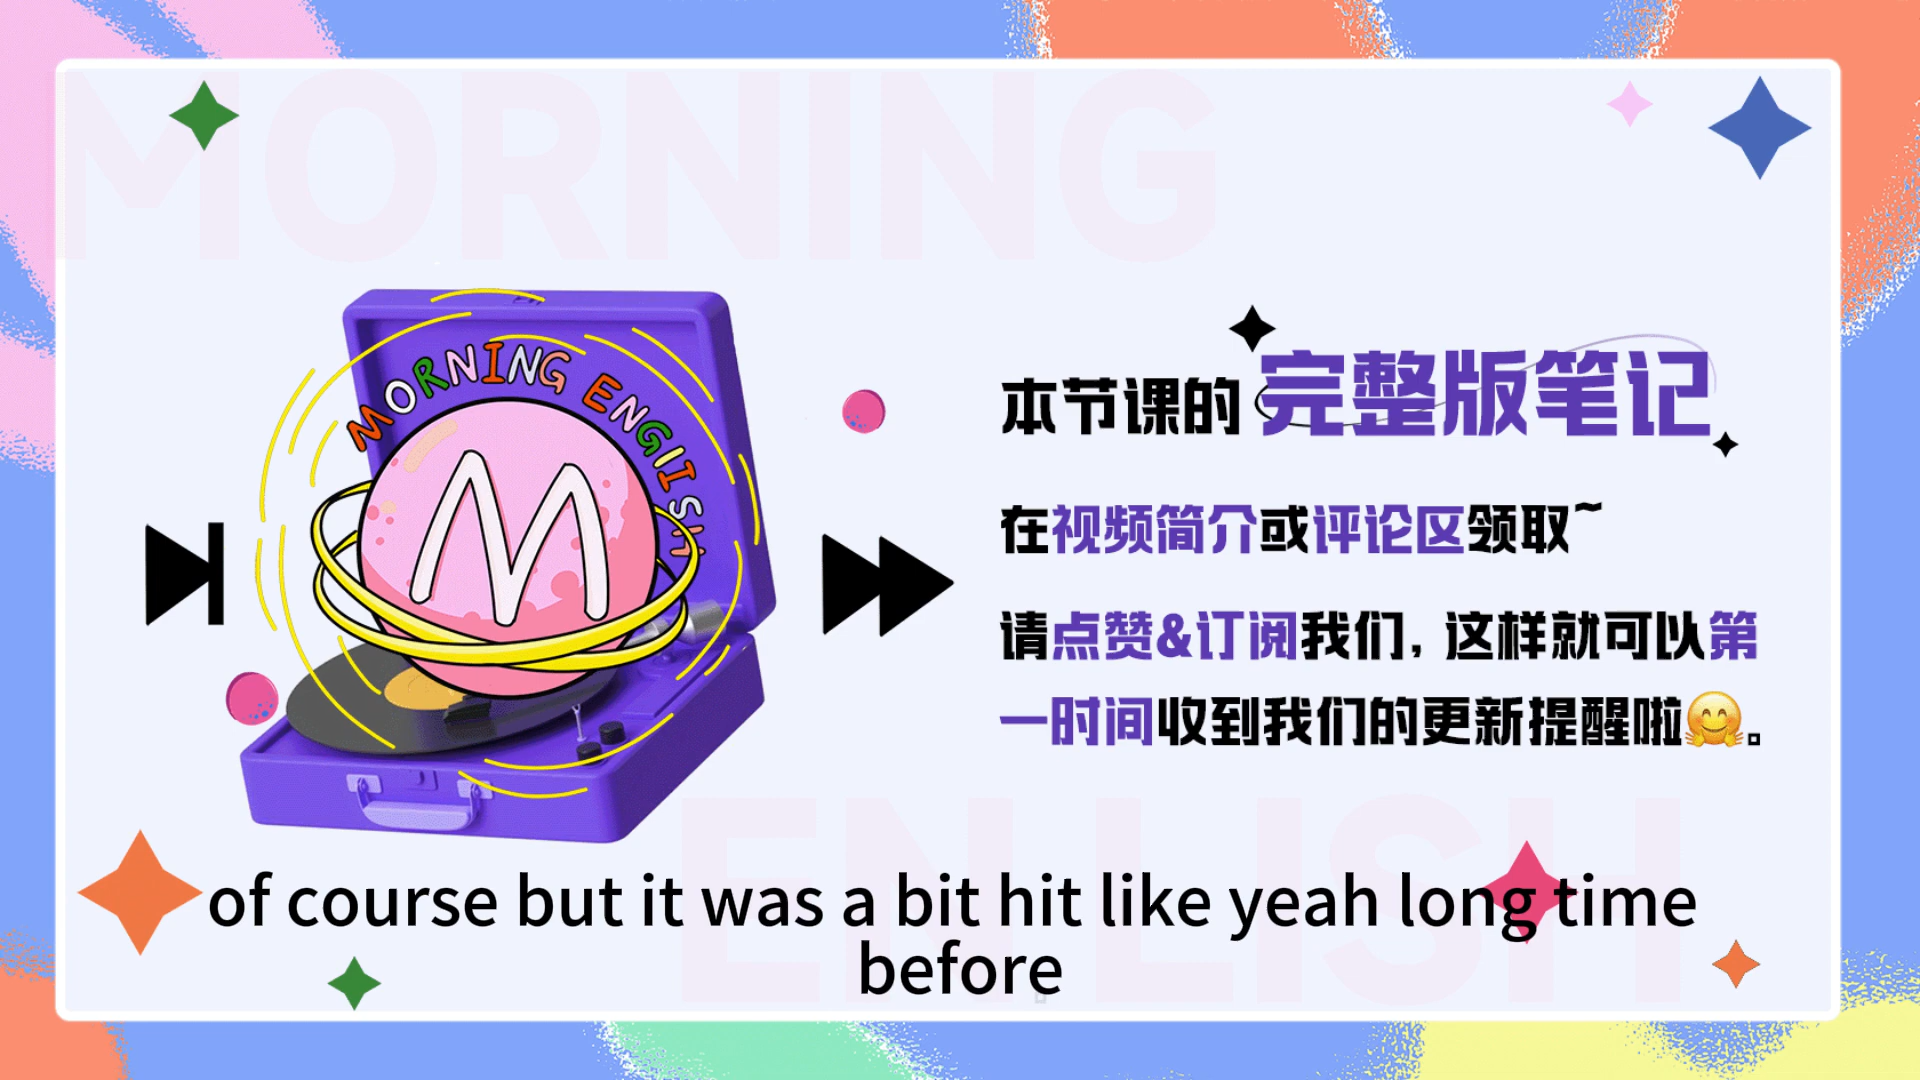 MORNING
MORNING ENGLISH
M
本节课的完整版笔记
在视频简介或评论区领取~
请点赞&订阅我们，这样就可以第
一时间收到我们的更新提醒啦🤗。
EN LISH
of course but it was a bit hit like yeah long time
before